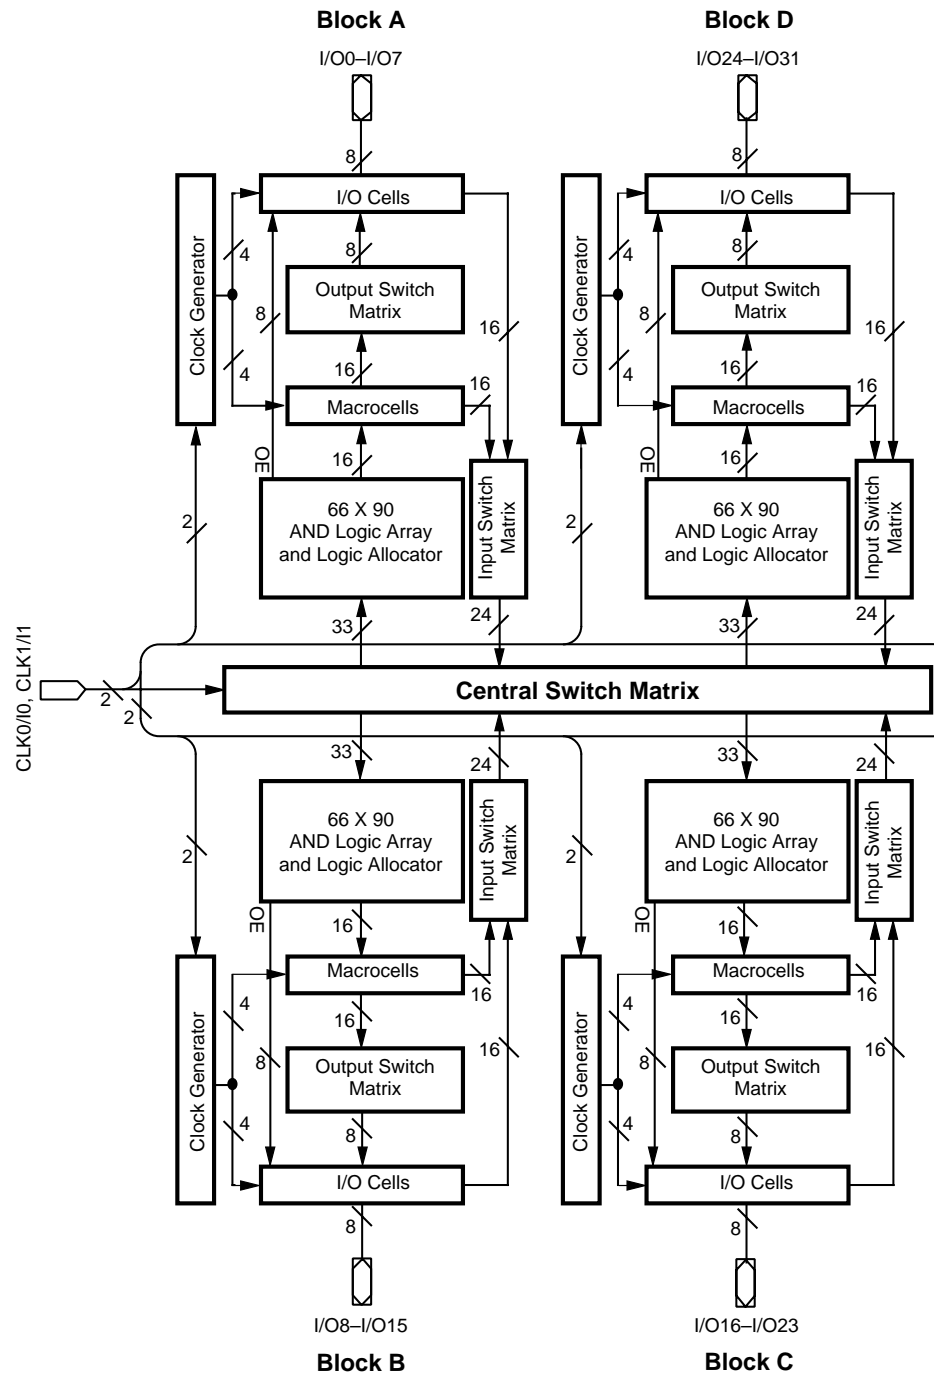 Block A
Block D
I/O0–I/O7
I/O24–I/O31
8
8
I/O Cells
I/O Cells
Clock Generator
4
8
8
Output Switch
Matrix
16
4
16
16
Macrocells
16
OE
66 X 90
AND Logic Array
and Logic Allocator
Input Switch
Matrix
2
33
24
Clock Generator
4
8
8
Output Switch
Matrix
16
4
16
16
Macrocells
16
OE
66 X 90
AND Logic Array
and Logic Allocator
Input Switch
Matrix
2
33
24
CLK0/I0, CLK1/I1
2
2
Central Switch Matrix
33
24
66 X 90
AND Logic Array
and Logic Allocator
Input Switch
Matrix
2
OE
16
Macrocells
16
4
16
16
Clock Generator
8
Output Switch
Matrix
4
8
I/O Cells
8
33
24
66 X 90
AND Logic Array
and Logic Allocator
Input Switch
Matrix
2
OE
16
Macrocells
16
4
16
16
Clock Generator
8
Output Switch
Matrix
4
8
I/O Cells
8
I/O8–I/O15
I/O16–I/O23
Block B
Block C